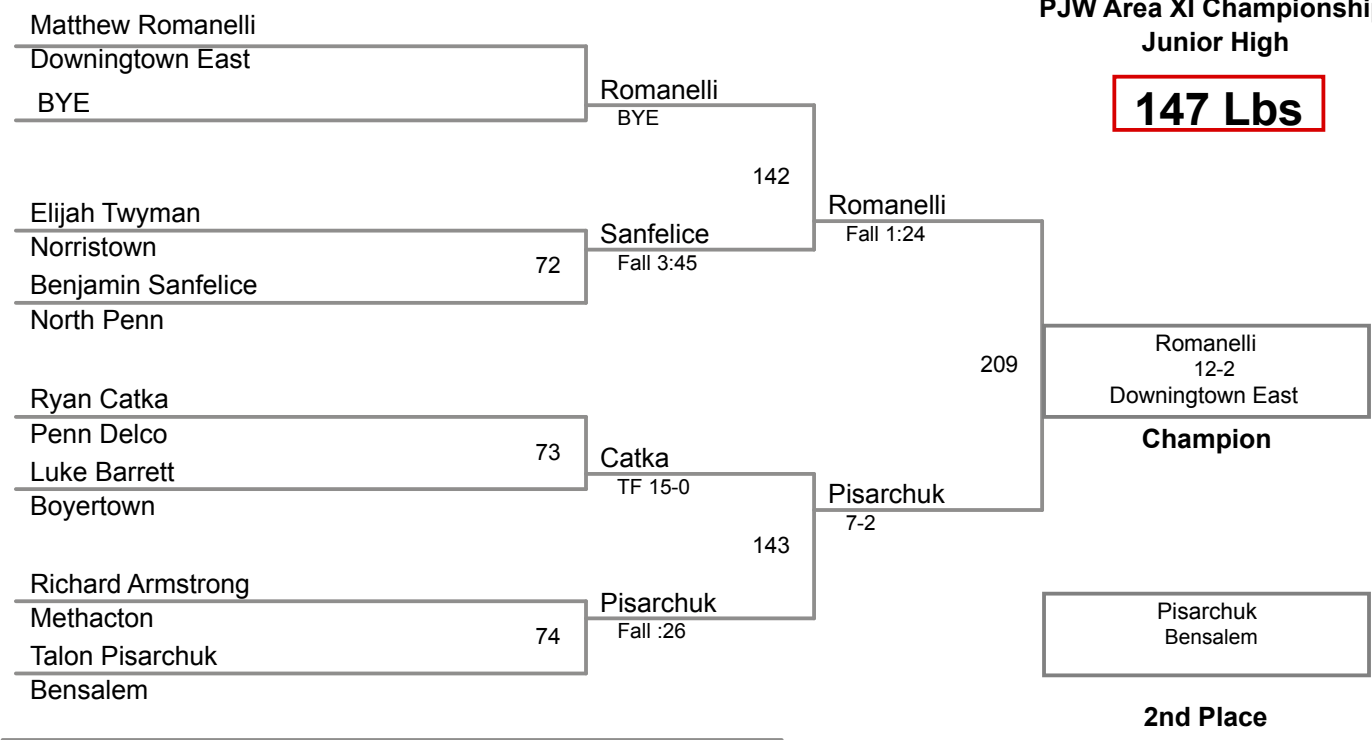 PJW Area XI Championshi
Junior High
147 Lbs
Matthew Romanelli
Downingtown East
BYE
Romanelli
BYE
142
Elijah Twyman
Norristown
72
Benjamin Sanfelice
North Penn
Sanfelice
Fall 3:45
Romanelli
Fall 1:24
209
Romanelli
12-2
Downingtown East
Champion
Ryan Catka
Penn Delco
73
Luke Barrett
Boyertown
Catka
TF 15-0
143
Pisarchuk
7-2
Richard Armstrong
Methacton
74
Talon Pisarchuk
Bensalem
Pisarchuk
Fall :26
Pisarchuk
Bensalem
2nd Place